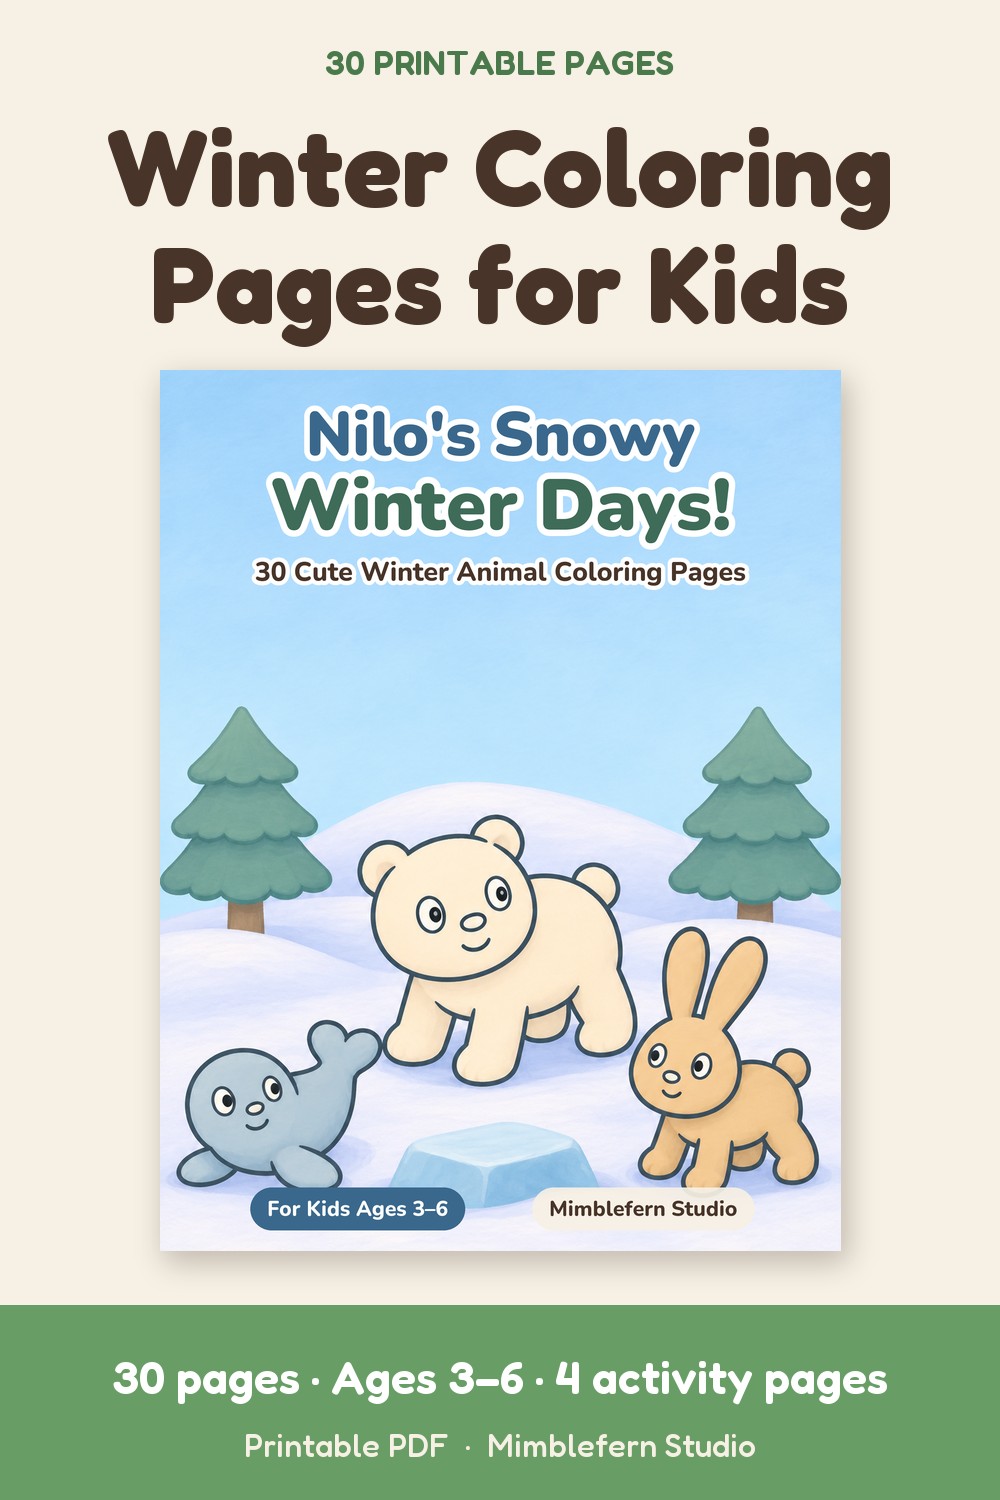 30 PRINTABLE PAGES
Winter Coloring
Pages for Kids
Nilo's Snowy
Winter Days!
30 Cute Winter Animal Coloring Pages
For Kids Ages 3–6
Mimblefern Studio
30 pages · Ages 3–6 · 4 activity pages
Printable PDF · Mimblefern Studio